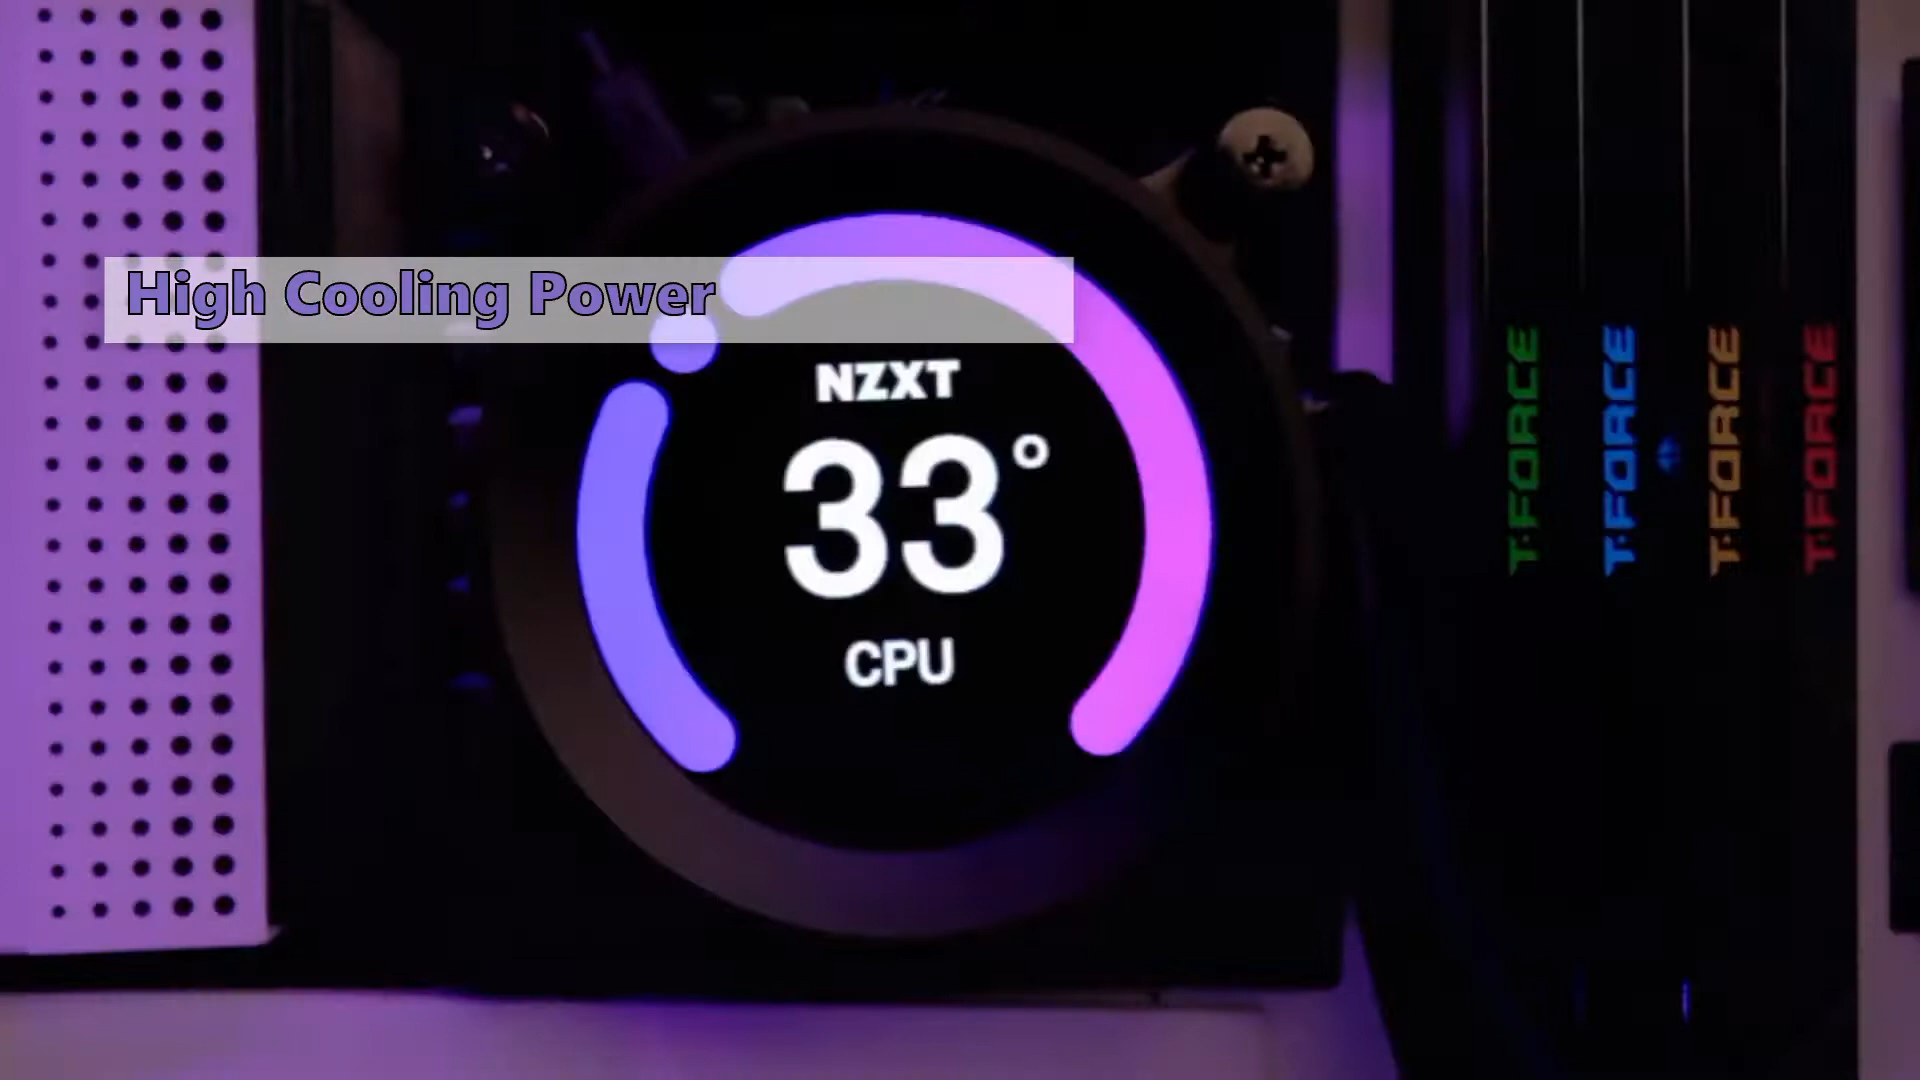 High Cooling Power
NZXT
33°
CPU
T-FORCE
T-FORCE
T-FORCE
T-FORCE